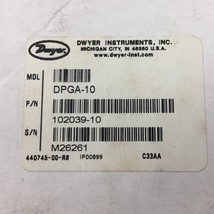 Dwyer
DWYER INSTRUMENTS, INC.
MICHIGAN CITY, IN 46360 U.S.A.
www.dwyer-inst.com
MDL
DPGA-10
P/N
102039-10
S/N
M26261
440745-00-R8 IP00899 C33AA